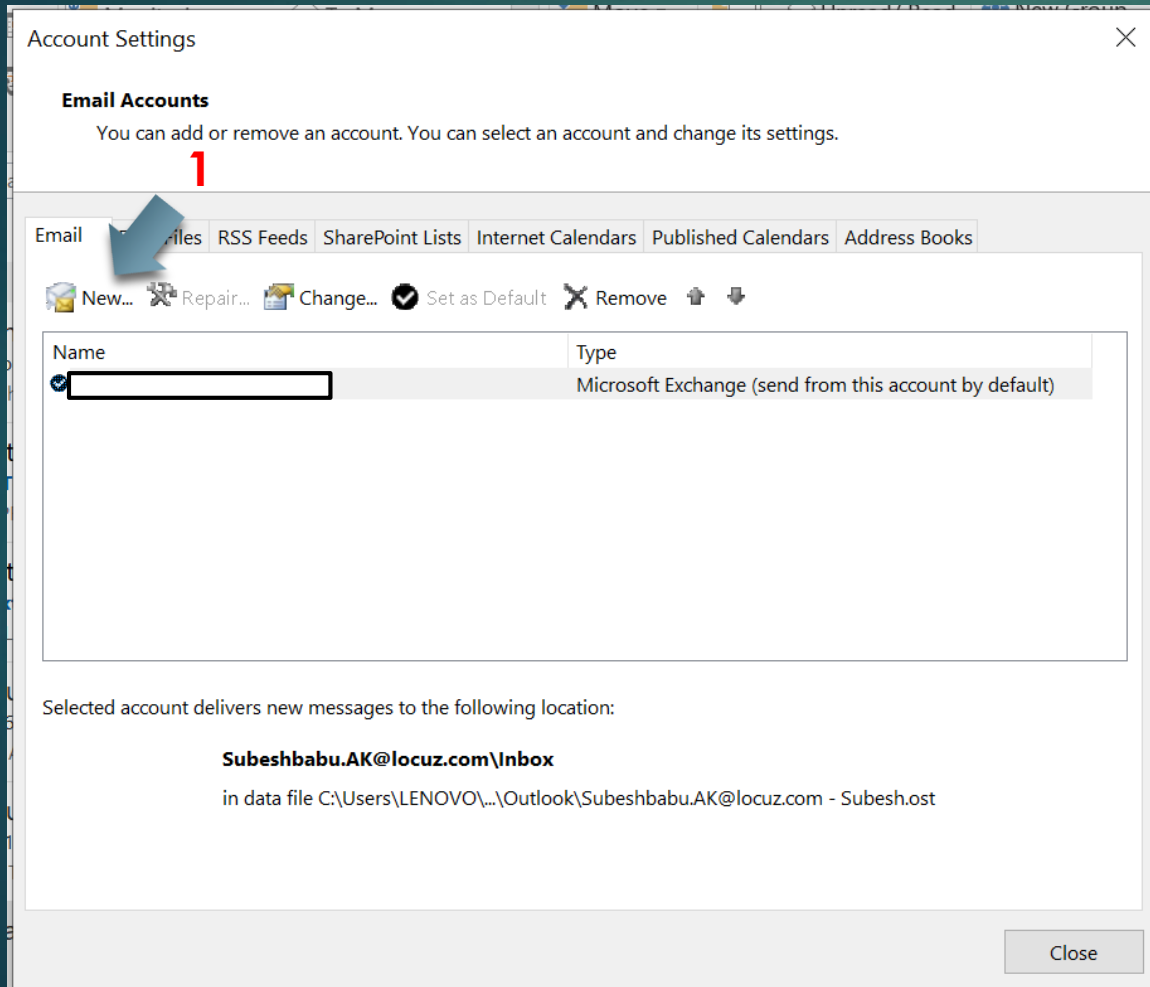 Account Settings
Email Accounts
You can add or remove an account. You can select an account and change its settings.
1
Email Files RSS Feeds SharePoint Lists Internet Calendars Published Calendars Address Books
New... Repair... Change... Set as Default Remove
Name Type
Microsoft Exchange (send from this account by default)
Selected account delivers new messages to the following location:
Subeshbabu.AK@locuz.com\Inbox
in data file C:\Users\LENOVO\...\Outlook\Subeshbabu.AK@locuz.com - Subesh.ost
Close